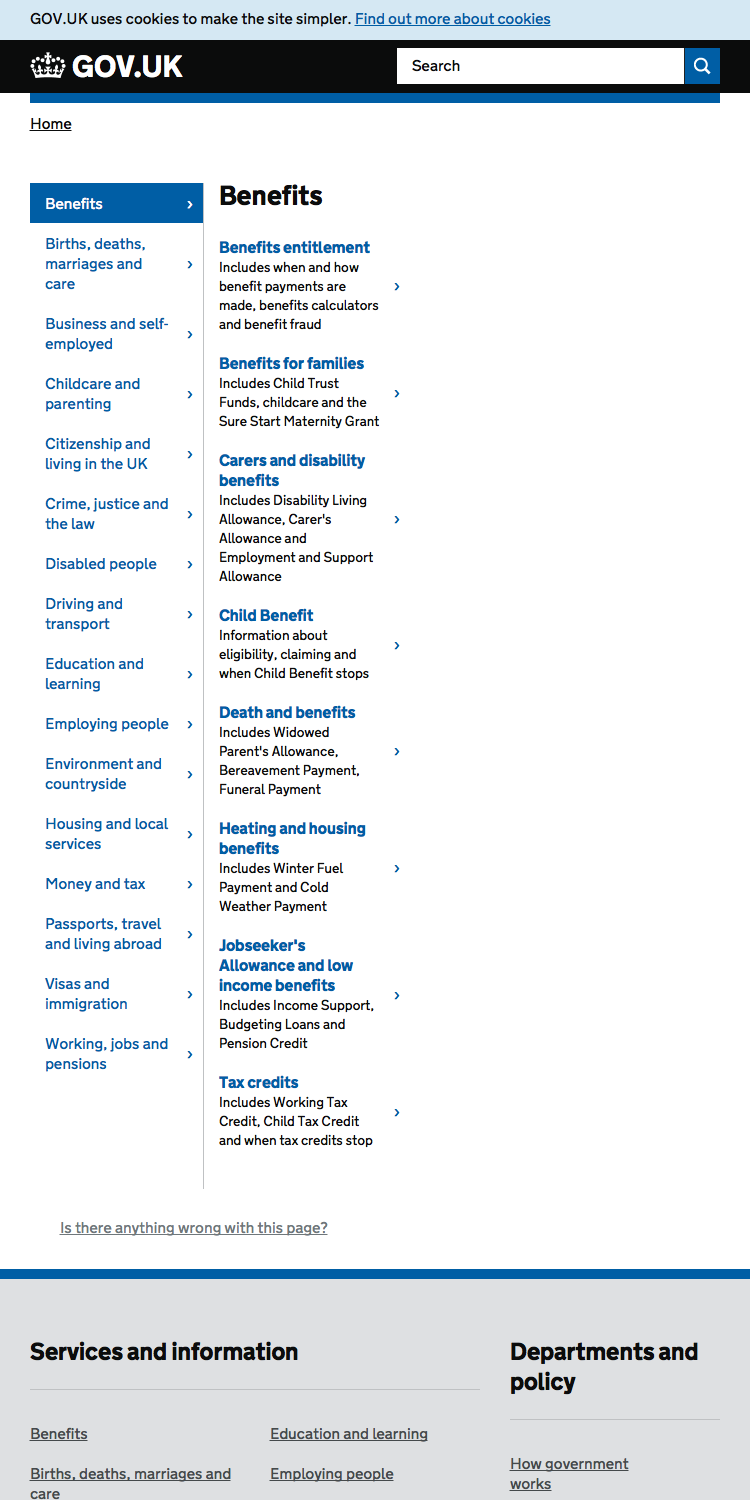 GOV.UK uses cookies to make the site simpler. Find out more about cookies
GOV.UK
Search
Home
Benefits
Births, deaths,
marriages and
care
Business and self-
employed
Childcare and
parenting
Citizenship and
living in the UK
Crime, justice and
the law
Disabled people
Driving and
transport
Education and
learning
Employing people
Environment and
countryside
Housing and local
services
Money and tax
Passports, travel
and living abroad
Visas and
immigration
Working, jobs and
pensions
Benefits
Benefits entitlement
Includes when and how
benefit payments are
made, benefits calculators
and benefit fraud
Benefits for families
Includes Child Trust
Funds, childcare and the
Sure Start Maternity Grant
Carers and disability
benefits
Includes Disability Living
Allowance, Carer's
Allowance and
Employment and Support
Allowance
Child Benefit
Information about
eligibility, claiming and
when Child Benefit stops
Death and benefits
Includes Widowed
Parent's Allowance,
Bereavement Payment,
Funeral Payment
Heating and housing
benefits
Includes Winter Fuel
Payment and Cold
Weather Payment
Jobseeker's
Allowance and low
income benefits
Includes Income Support,
Budgeting Loans and
Pension Credit
Tax credits
Includes Working Tax
Credit, Child Tax Credit
and when tax credits stop
Is there anything wrong with this page?
Services and information
Benefits
Births, deaths, marriages and
care
Education and learning
Employing people
Departments and
policy
How government
works